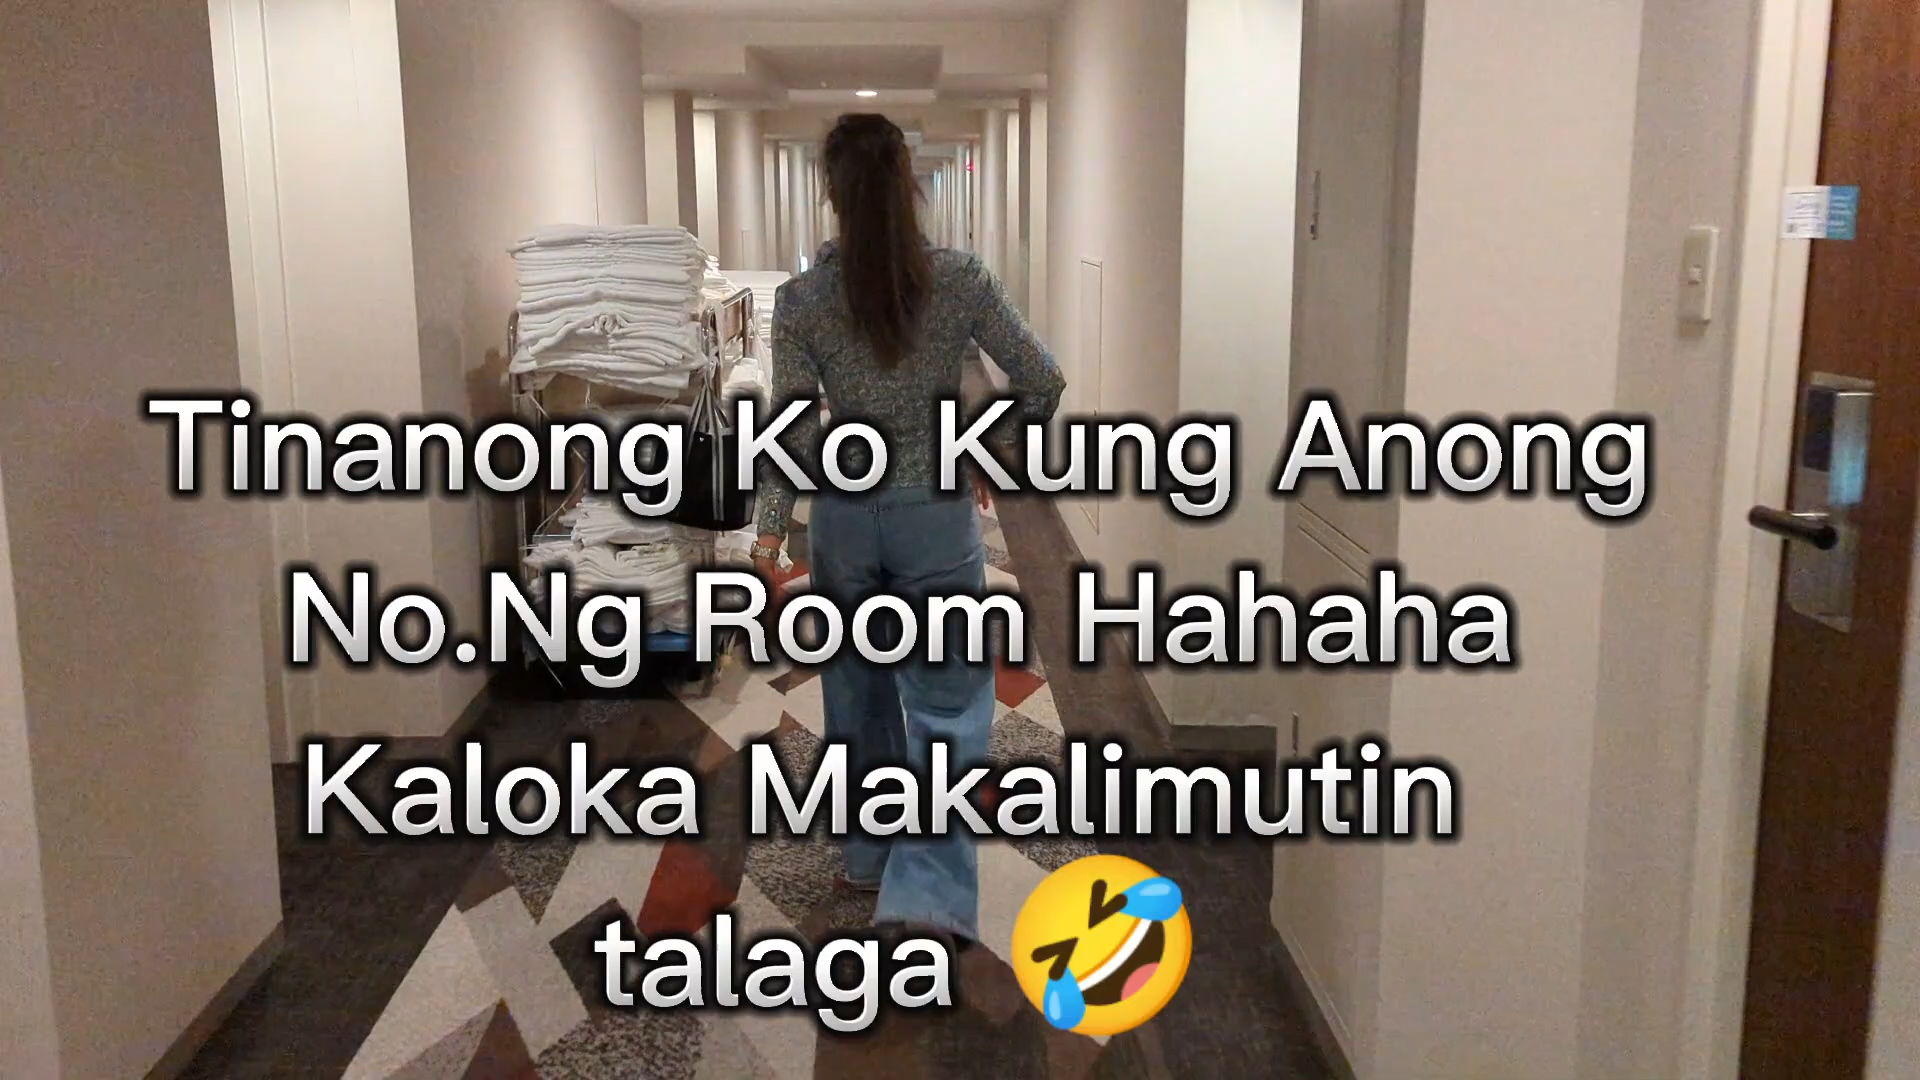 Tinanong Ko Kung Anong
No.Ng Room Hahaha
Kaloka Makalimutin
talaga 🤣